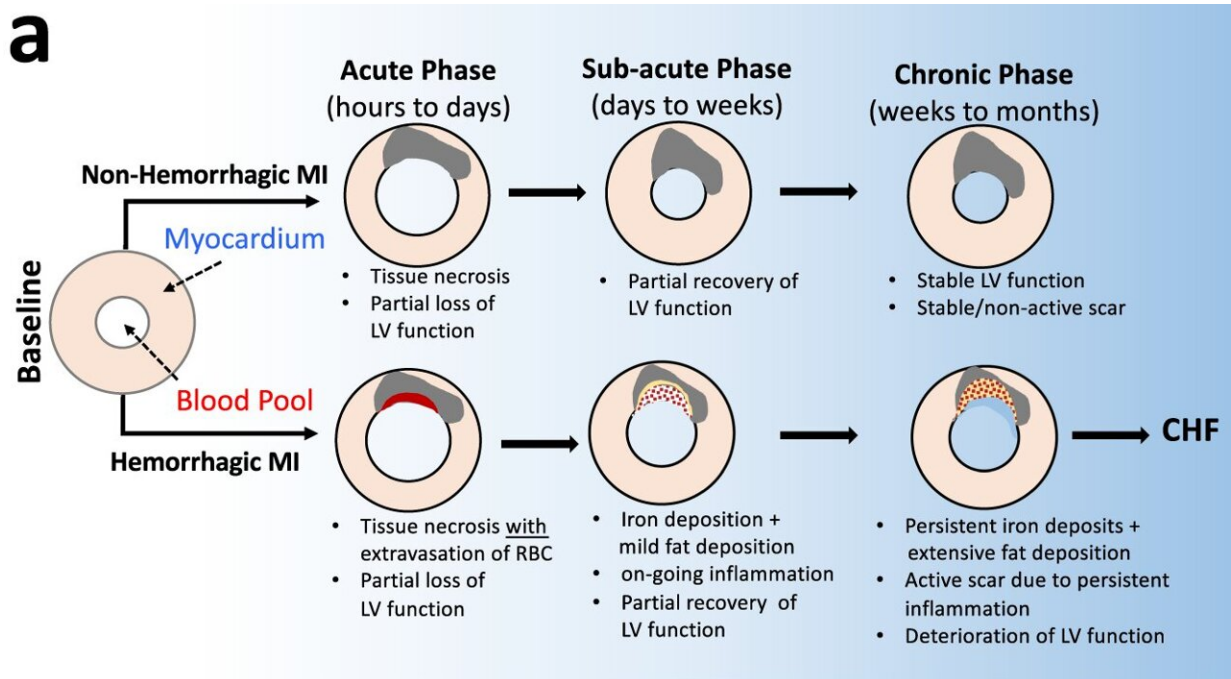 a
Acute Phase
(hours to days)
Sub-acute Phase
(days to weeks)
Chronic Phase
(weeks to months)
Non-Hemorrhagic MI
Baseline
Myocardium
Blood Pool
Hemorrhagic MI
• Tissue necrosis
• Partial loss of
LV function
• Partial recovery of
LV function
• Stable LV function
• Stable/non-active scar
• Tissue necrosis with
extravasation of RBC
• Partial loss of
LV function
• Iron deposition +
mild fat deposition
• on-going inflammation
• Partial recovery of
LV function
• Persistent iron deposits +
extensive fat deposition
• Active scar due to persistent
inflammation
• Deterioration of LV function
CHF